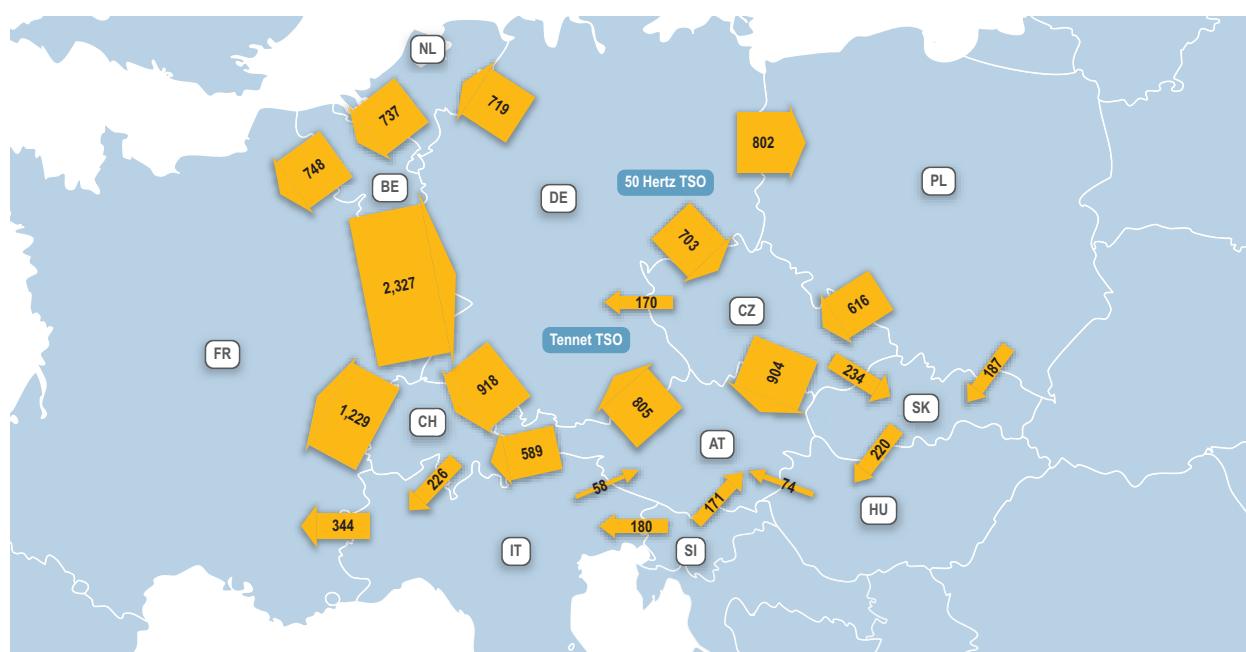 NL
737
719
748
802
BE
DE
50 Hertz TSO
PL
703
2,327
170
CZ
616
Tennet TSO
FR
904
234
187
918
805
1,229
CH
SK
AT
220
589
226
58
171
74
HU
344
180
IT
SI